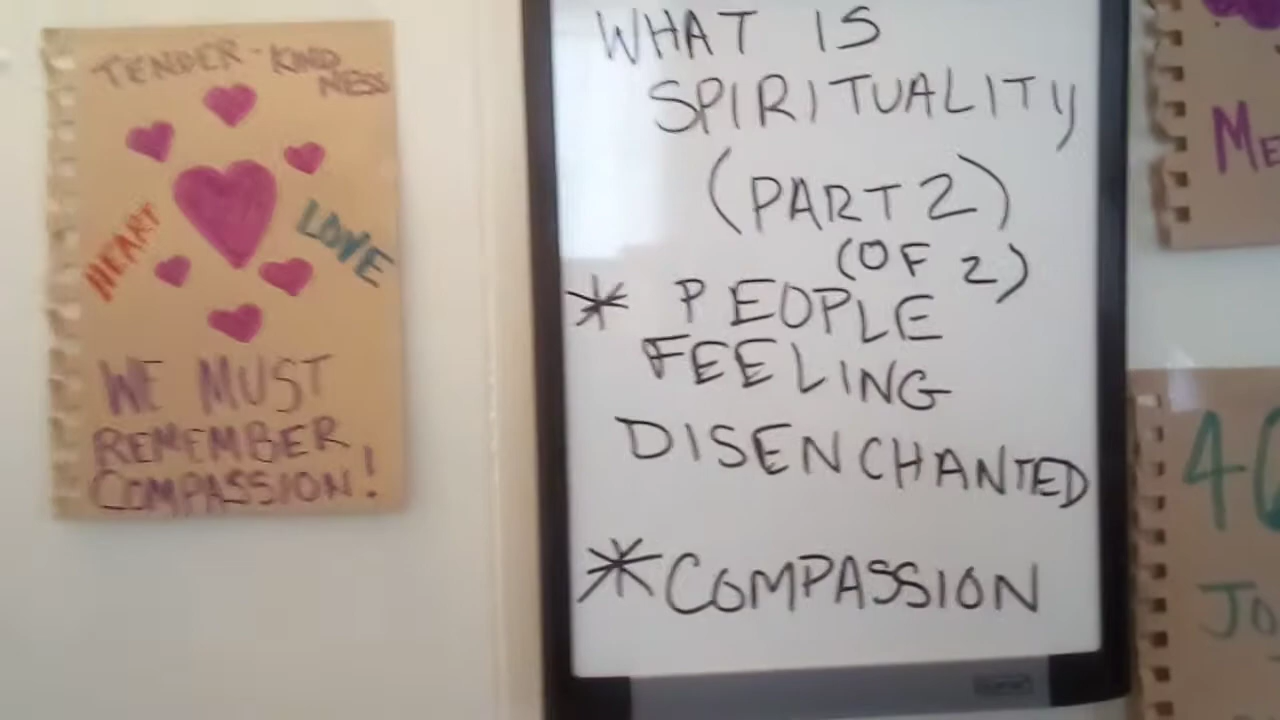 TENDER-KIND
NESS
HEART
LOVE
WE MUST
REMEMBER
COMPASSION!
WHAT IS
SPIRITUALITY
(PART 2)
(OF 2)
* PEOPLE
FEELING
DISENCHANTED
* COMPASSION